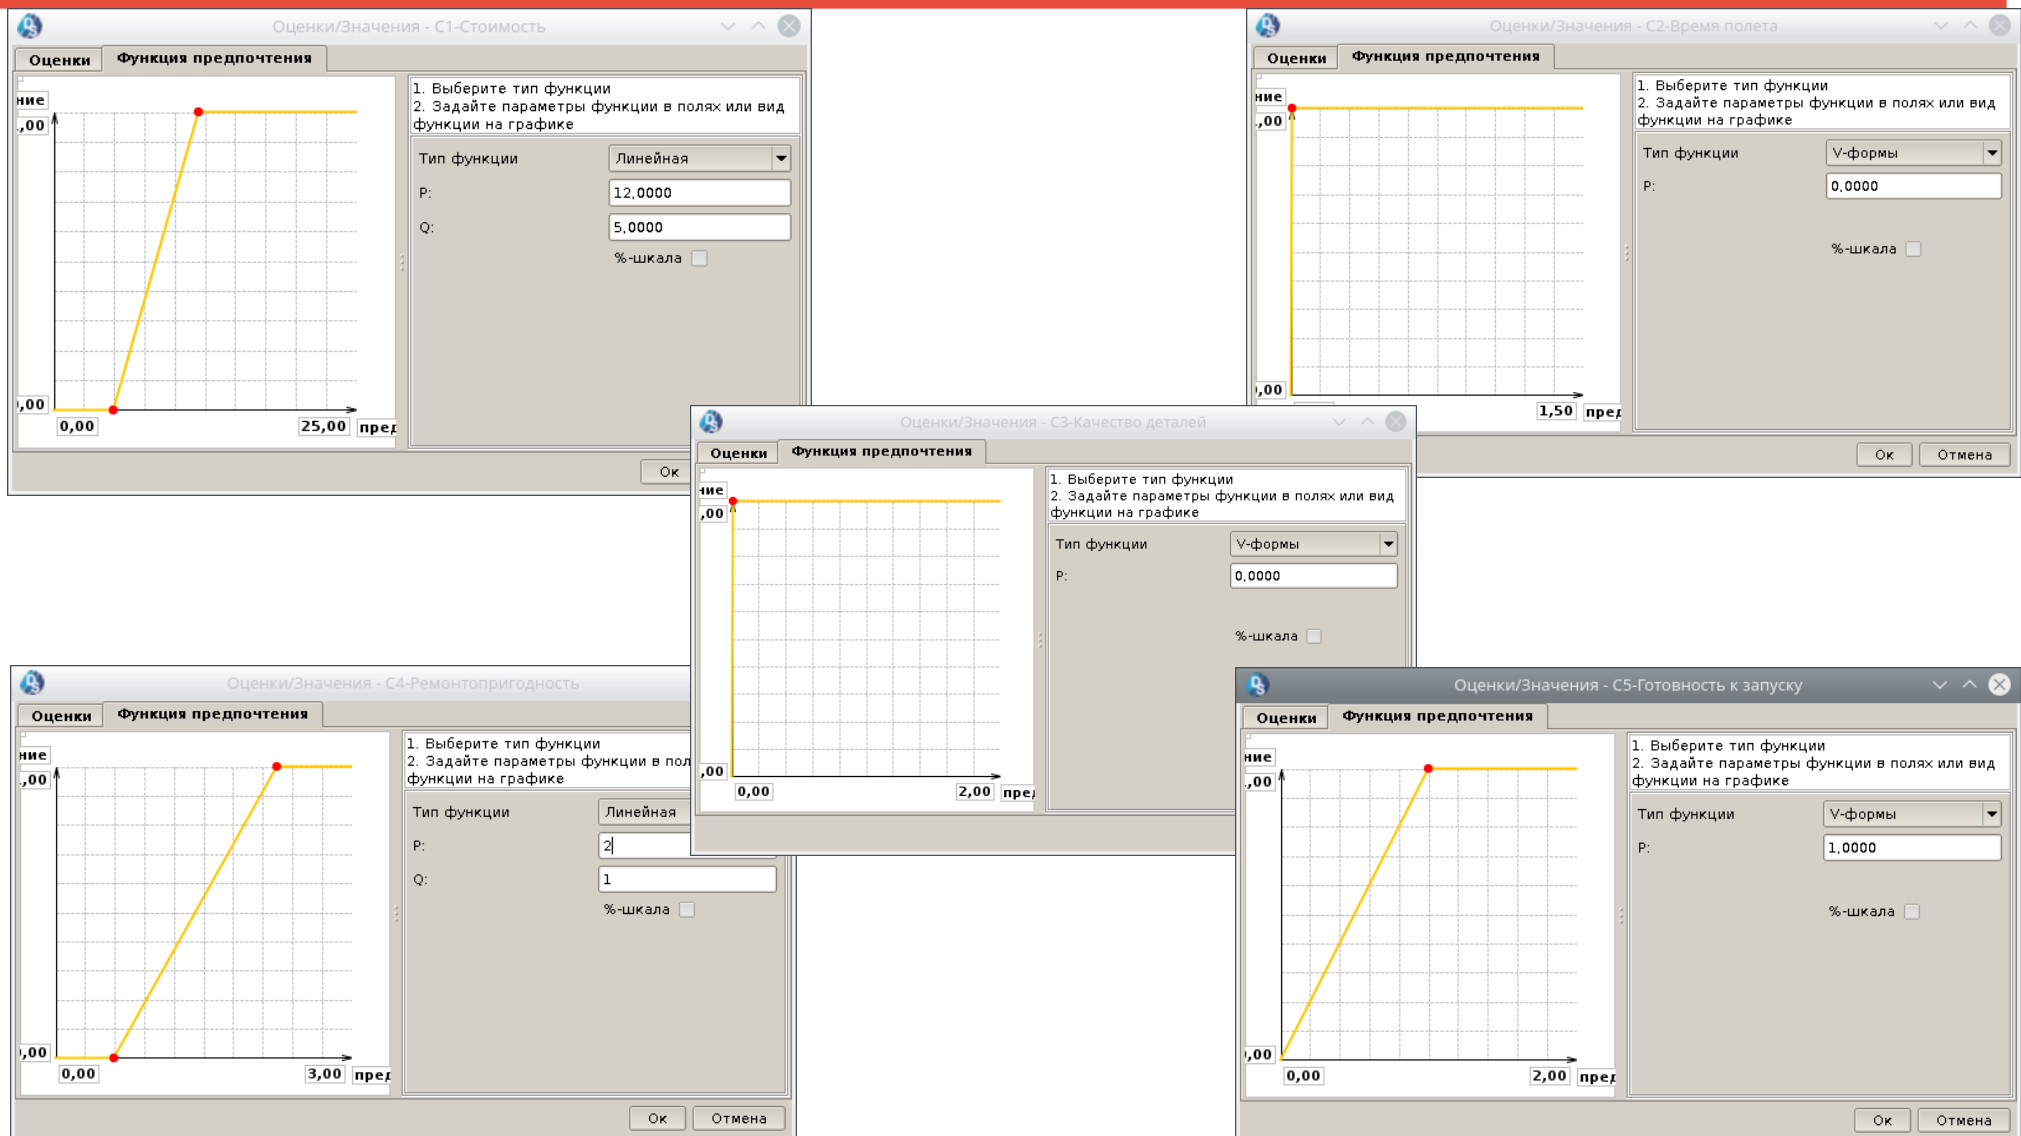 Оценки/Значения - C1-Стоимость
Оценки
Функция предпочтения
ние
,00
,00
0,00
25,00
пред
1. Выберите тип функции
2. Задайте параметры функции в полях или вид
функции на графике
Тип функции
Линейная
P:
12,0000
Q:
5,0000
%-шкала
Ок
Оценки/Значения - C2-Время полета
Оценки
Функция предпочтения
ние
,00
,00
1,50
пред
1. Выберите тип функции
2. Задайте параметры функции в полях или вид
функции на графике
Тип функции
V-формы
P:
0,0000
%-шкала
Ок
Отмена
Оценки/Значения - C3-Качество деталей
Оценки
Функция предпочтения
ние
,00
,00
0,00
2,00
пред
1. Выберите тип функции
2. Задайте параметры функции в полях или вид
функции на графике
Тип функции
V-формы
P:
0,0000
%-шкала
Оценки/Значения - C4-Ремонтопригодность
Оценки
Функция предпочтения
ние
,00
,00
0,00
3,00
пред
1. Выберите тип функции
2. Задайте параметры функции в пол
функции на графике
Тип функции
Линейная
P:
2
Q:
1
%-шкала
Ок
Отмена
Оценки/Значения - C5-Готовность к запуску
Оценки
Функция предпочтения
ние
,00
,00
0,00
2,00
пред
1. Выберите тип функции
2. Задайте параметры функции в полях или вид
функции на графике
Тип функции
V-формы
P:
1,0000
%-шкала
Ок
Отмена